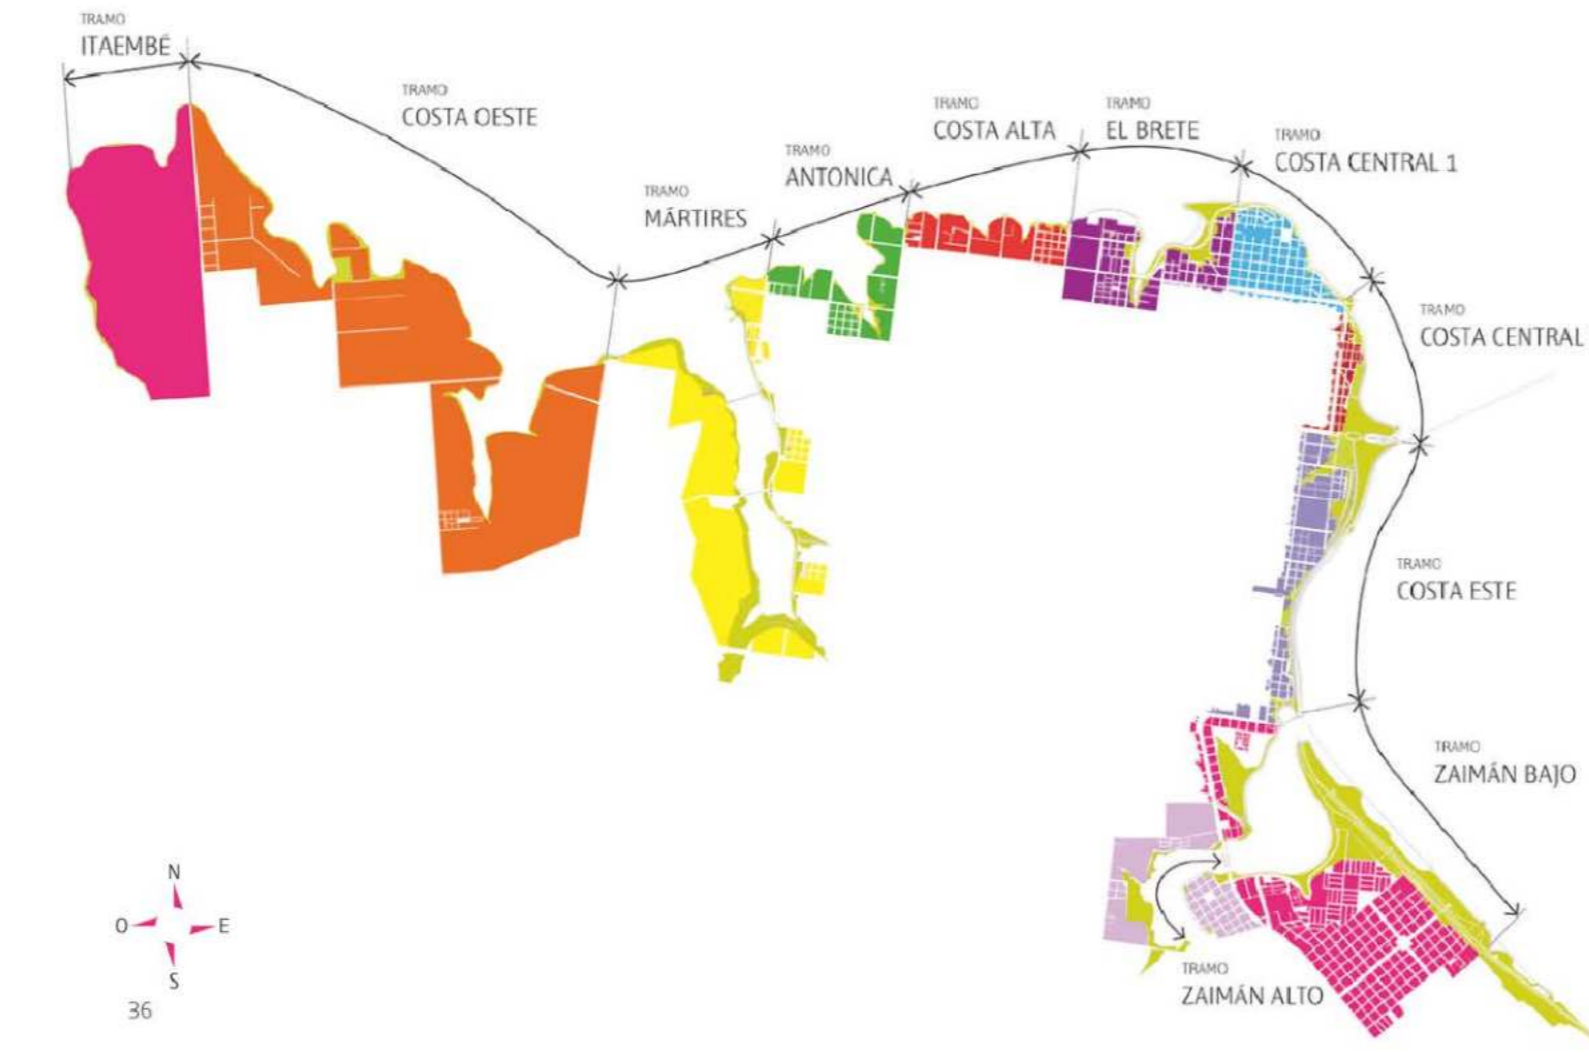 TRAMO
ITAEMBÉ
TRAMO
COSTA OESTE
TRAMO
MÁRTIRES
TRAMO
ANTONICA
TRAMO
COSTA ALTA
TRAMO
EL BRETE
TRAMO
COSTA CENTRAL 1
TRAMO
COSTA CENTRAL
TRAMO
COSTA ESTE
TRAMO
ZAIMÁN BAJO
TRAMO
ZAIMÁN ALTO
N
O
E
S
36